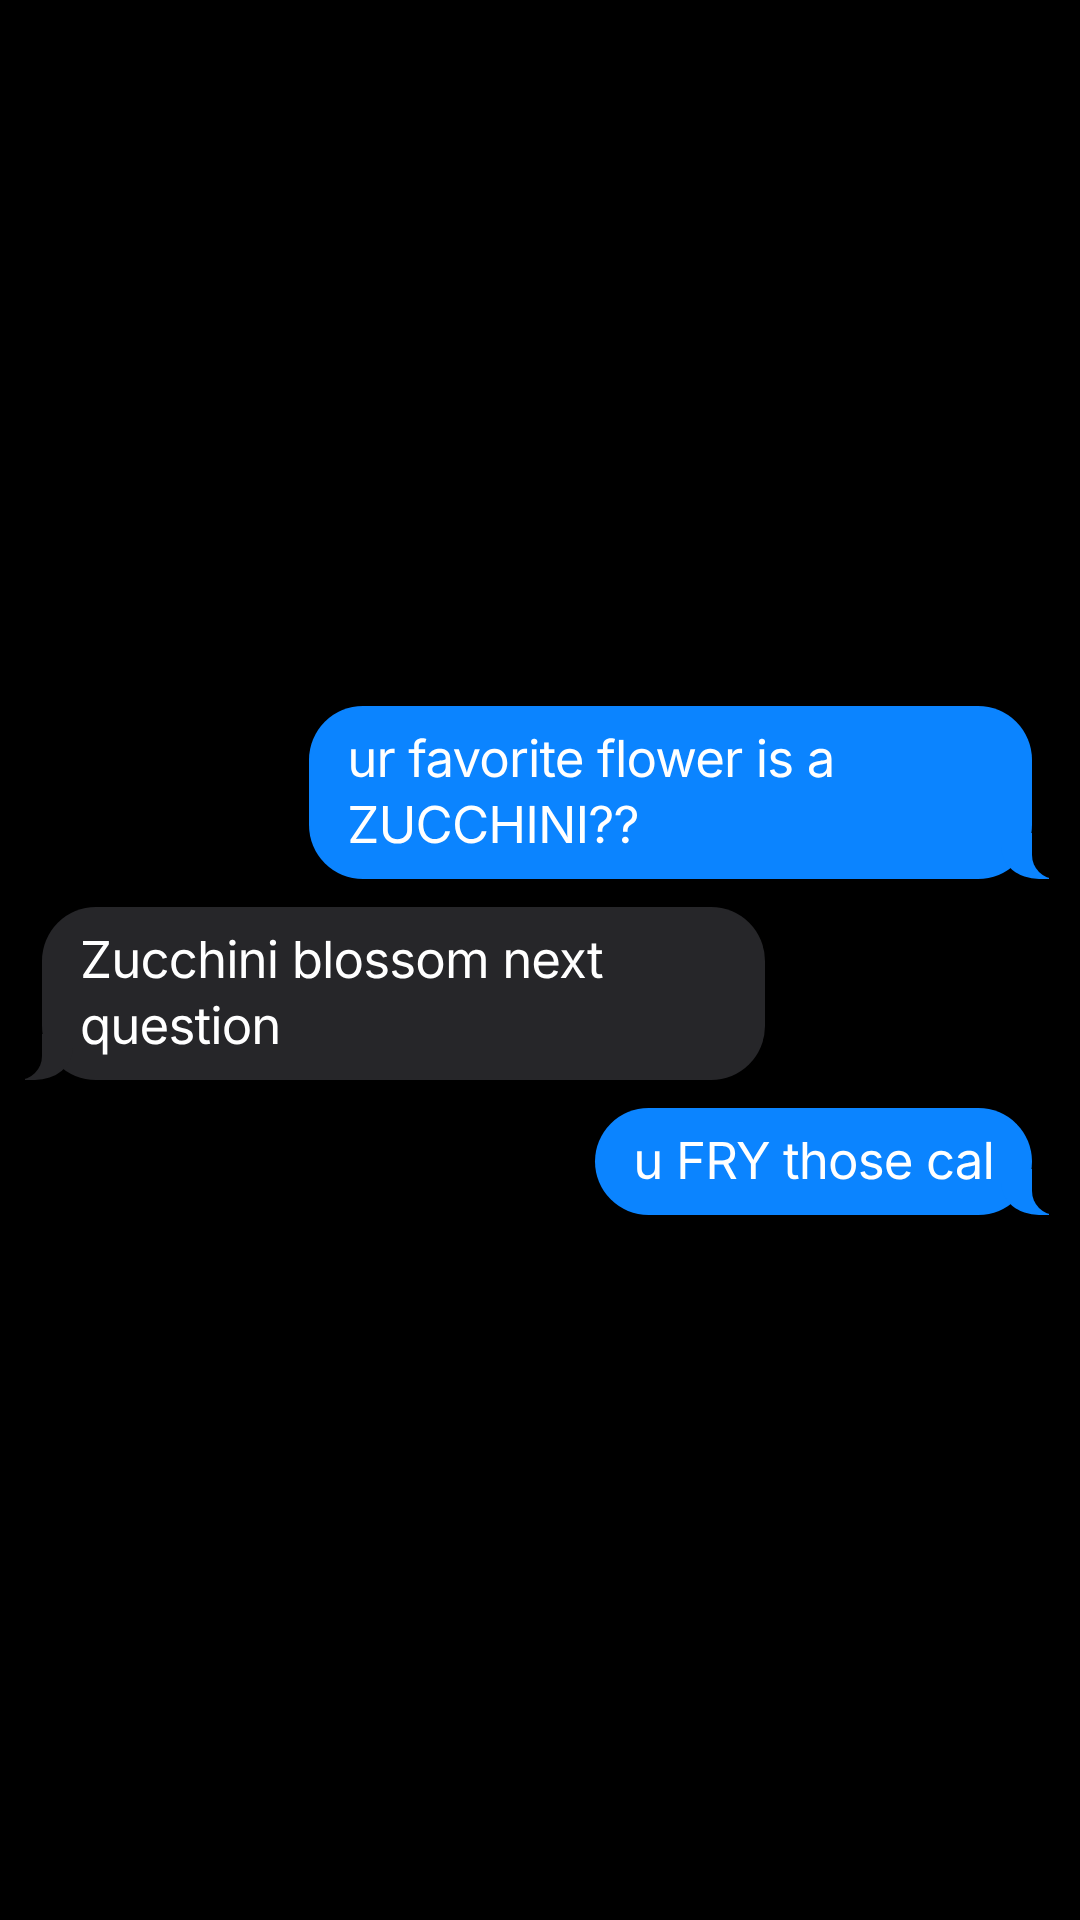 ur favorite flower is a
ZUCCHINI??
Zucchini blossom next
question
u FRY those cal